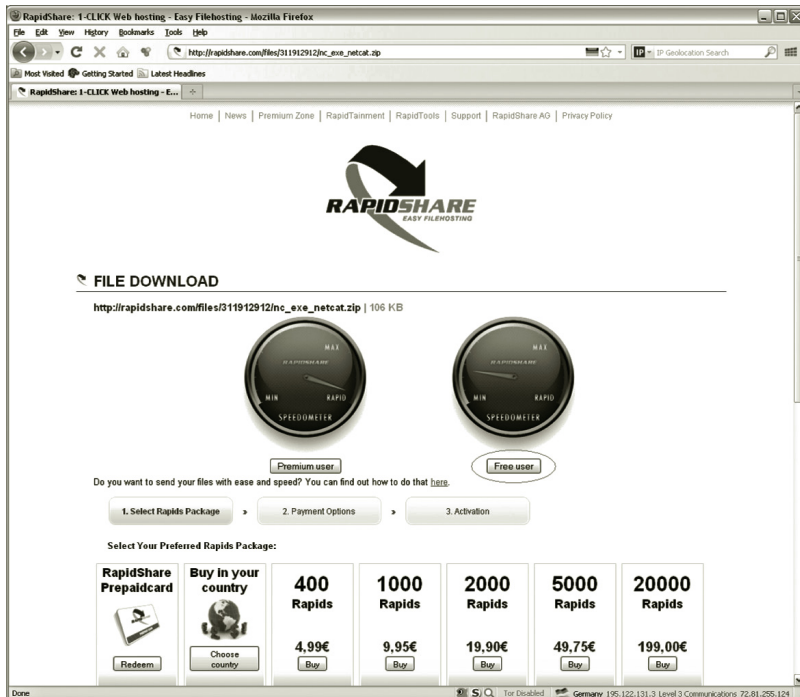 RapidShare: 1-CLICK Web hosting - Easy Filehosting - Mozilla Firefox
File Edit View History Bookmarks Tools Help
http://rapidshare.com/files/311912912/nc_exe_netcat.zip
IP IP Geolocation Search
Most Visited Getting Started Latest Headlines
RapidShare: 1-CLICK Web hosting - E...
Home | News | Premium Zone | RapidTainment | RapidTools | Support | RapidShare AG | Privacy Policy
RAPIDSHARE
EASY FILEHOSTING
FILE DOWNLOAD
http://rapidshare.com/files/311912912/nc_exe_netcat.zip | 106 KB
MAX
RAPIDSHARE
MIN RAPID
SPEEDOMETER
MAX
RAPIDSHARE
MIN RAPID
SPEEDOMETER
Premium user
Free user
Do you want to send your files with ease and speed? You can find out how to do that here.
1. Select Rapids Package » 2. Payment Options » 3. Activation
Select Your Preferred Rapids Package:
RapidShare Prepaidcard
Redeem
Buy in your country
Choose country
400 Rapids
4,99€
Buy
1000 Rapids
9,95€
Buy
2000 Rapids
19,90€
Buy
5000 Rapids
49,75€
Buy
20000 Rapids
199,00€
Buy
Done
Tor Disabled Germany 195.122.131.3 Level 3 Communications 72.81.255.124